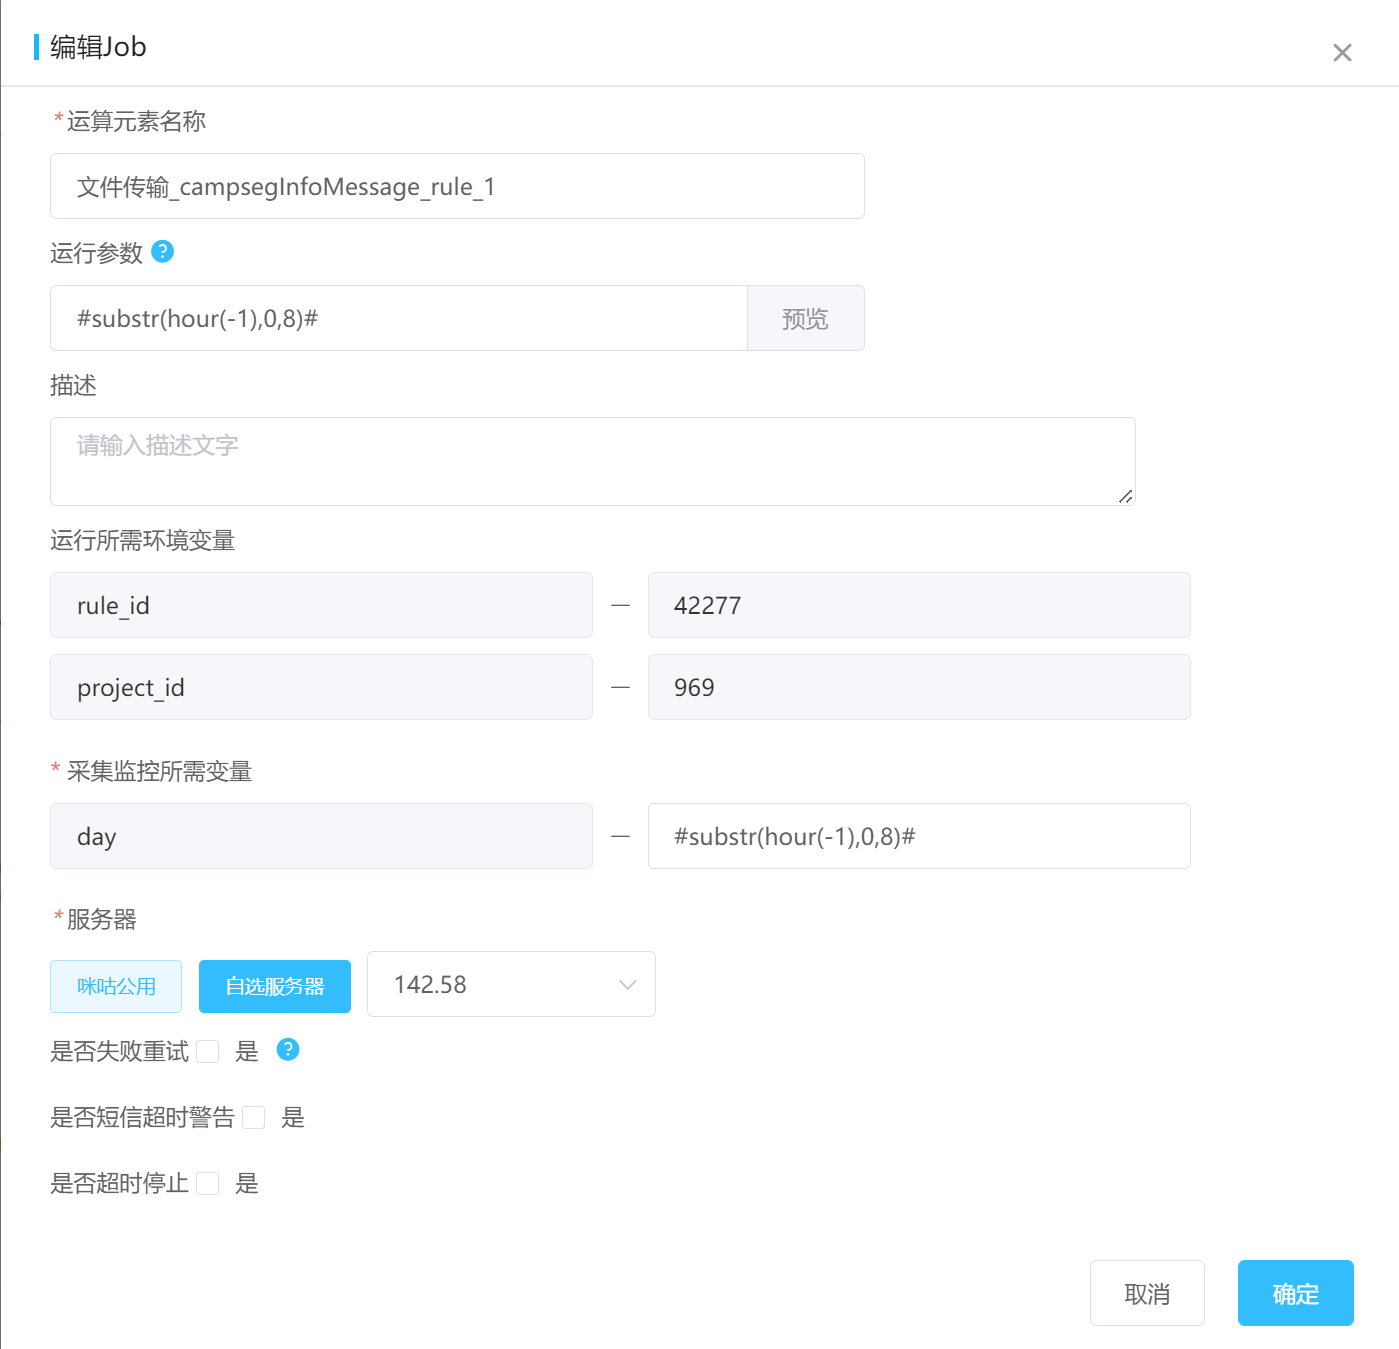 编辑Job
*运算元素名称
文件传输_campsegInfoMessage_rule_1
运行参数 ?
#substr(hour(-1),0,8)# 预览
描述
请输入描述文字
运行所需环境变量
rule_id — 42277
project_id — 969
* 采集监控所需变量
day — #substr(hour(-1),0,8)#
*服务器
咪咕公用 自选服务器 142.58
是否失败重试 是 ?
是否短信超时警告 是
是否超时停止 是
取消 确定